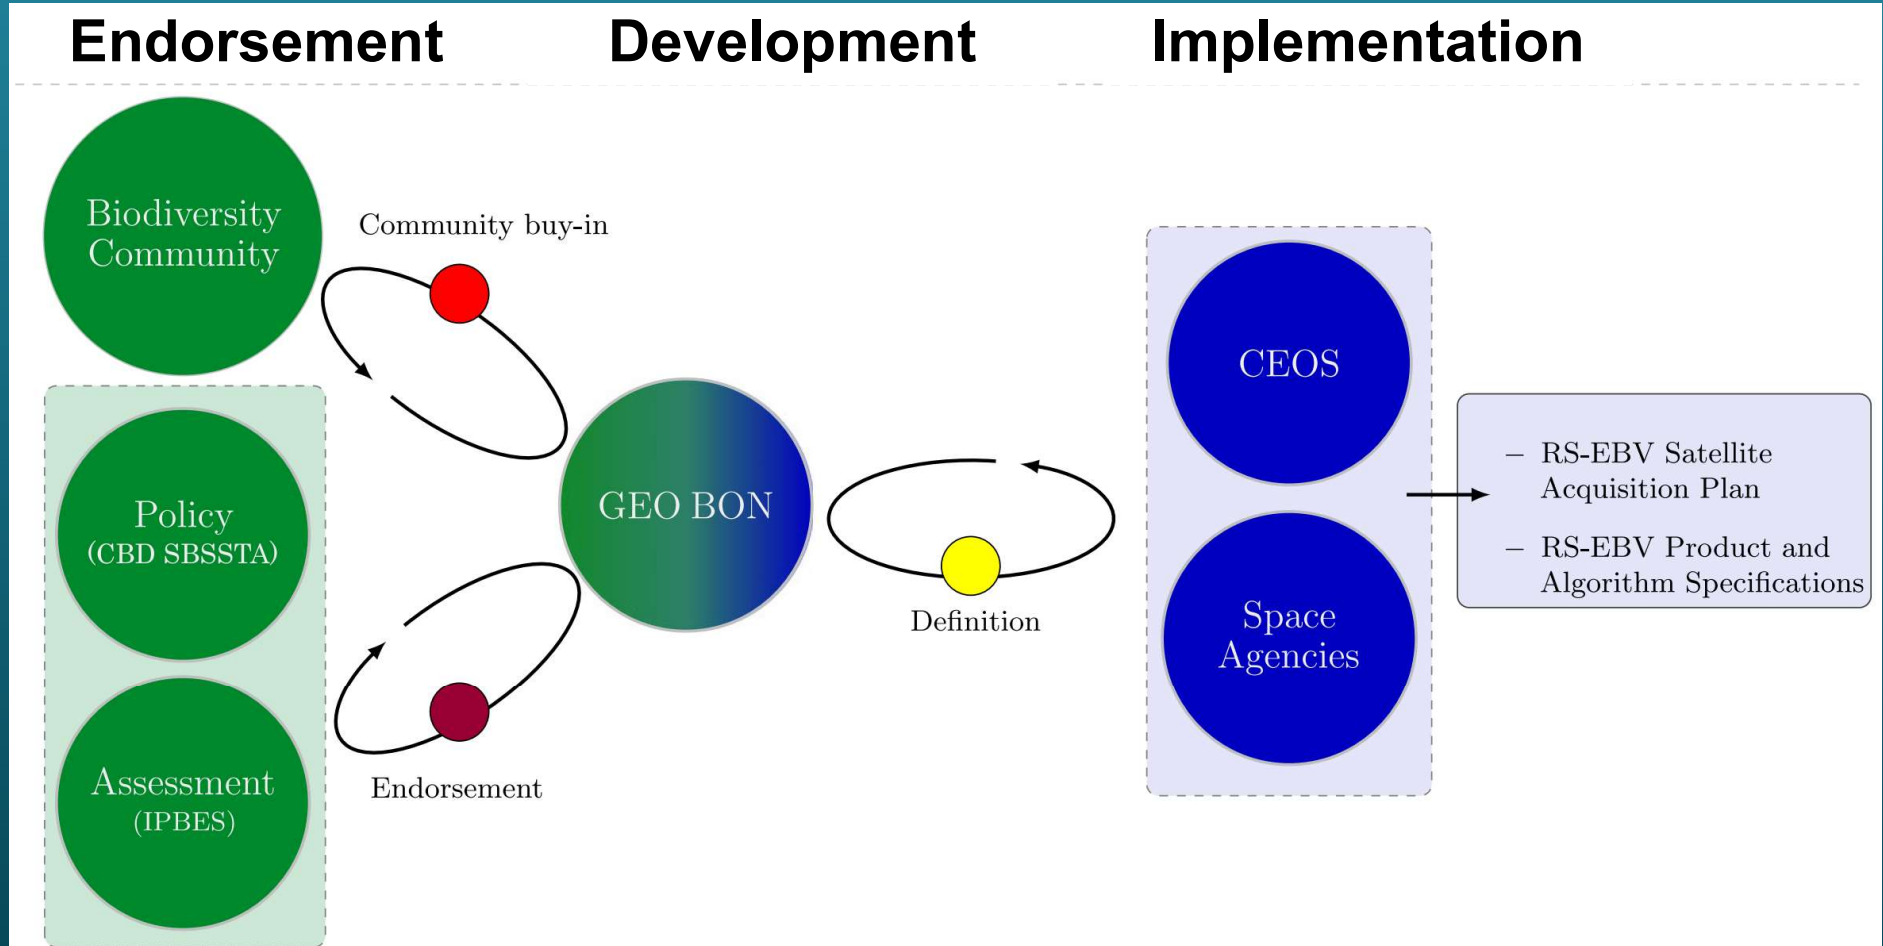 Endorsement
Development
Implementation
Biodiversity
Community
Community buy-in
Policy
(CBD SBSSTA)
Assessment
(IPBES)
Endorsement
GEO BON
Definition
CEOS
Space
Agencies
– RS-EBV Satellite
Acquisition Plan
– RS-EBV Product and
Algorithm Specifications